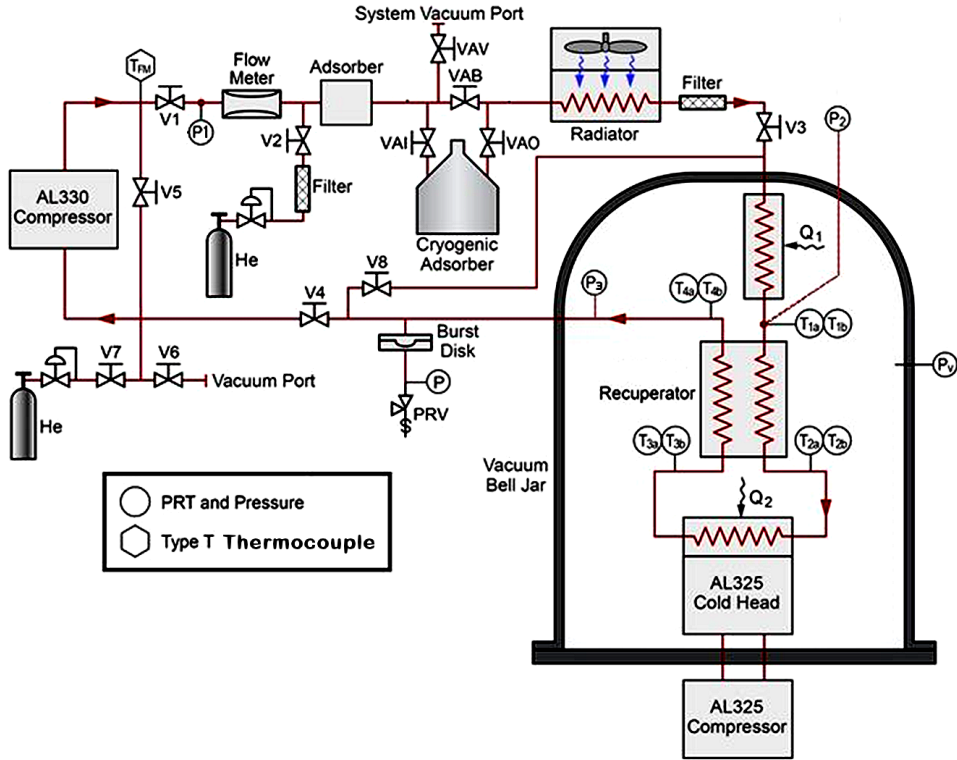 System Vacuum Port
VAV
TFM
Flow
Meter
Adsorber
VAB
Filter
V1
P1
V2
VAI
VAO
Radiator
V3
P2
AL330
Compressor
V5
Filter
He
Cryogenic
Adsorber
Q1
V8
P3
T4a
T4b
V4
T1a
T1b
Burst
Disk
V7
V6
Vacuum Port
P
PRV
Pv
He
Recuperator
T3a
T3b
T2a
T2b
Vacuum
Bell Jar
Q2
PRT and Pressure
Type T Thermocouple
AL325
Cold Head
AL325
Compressor